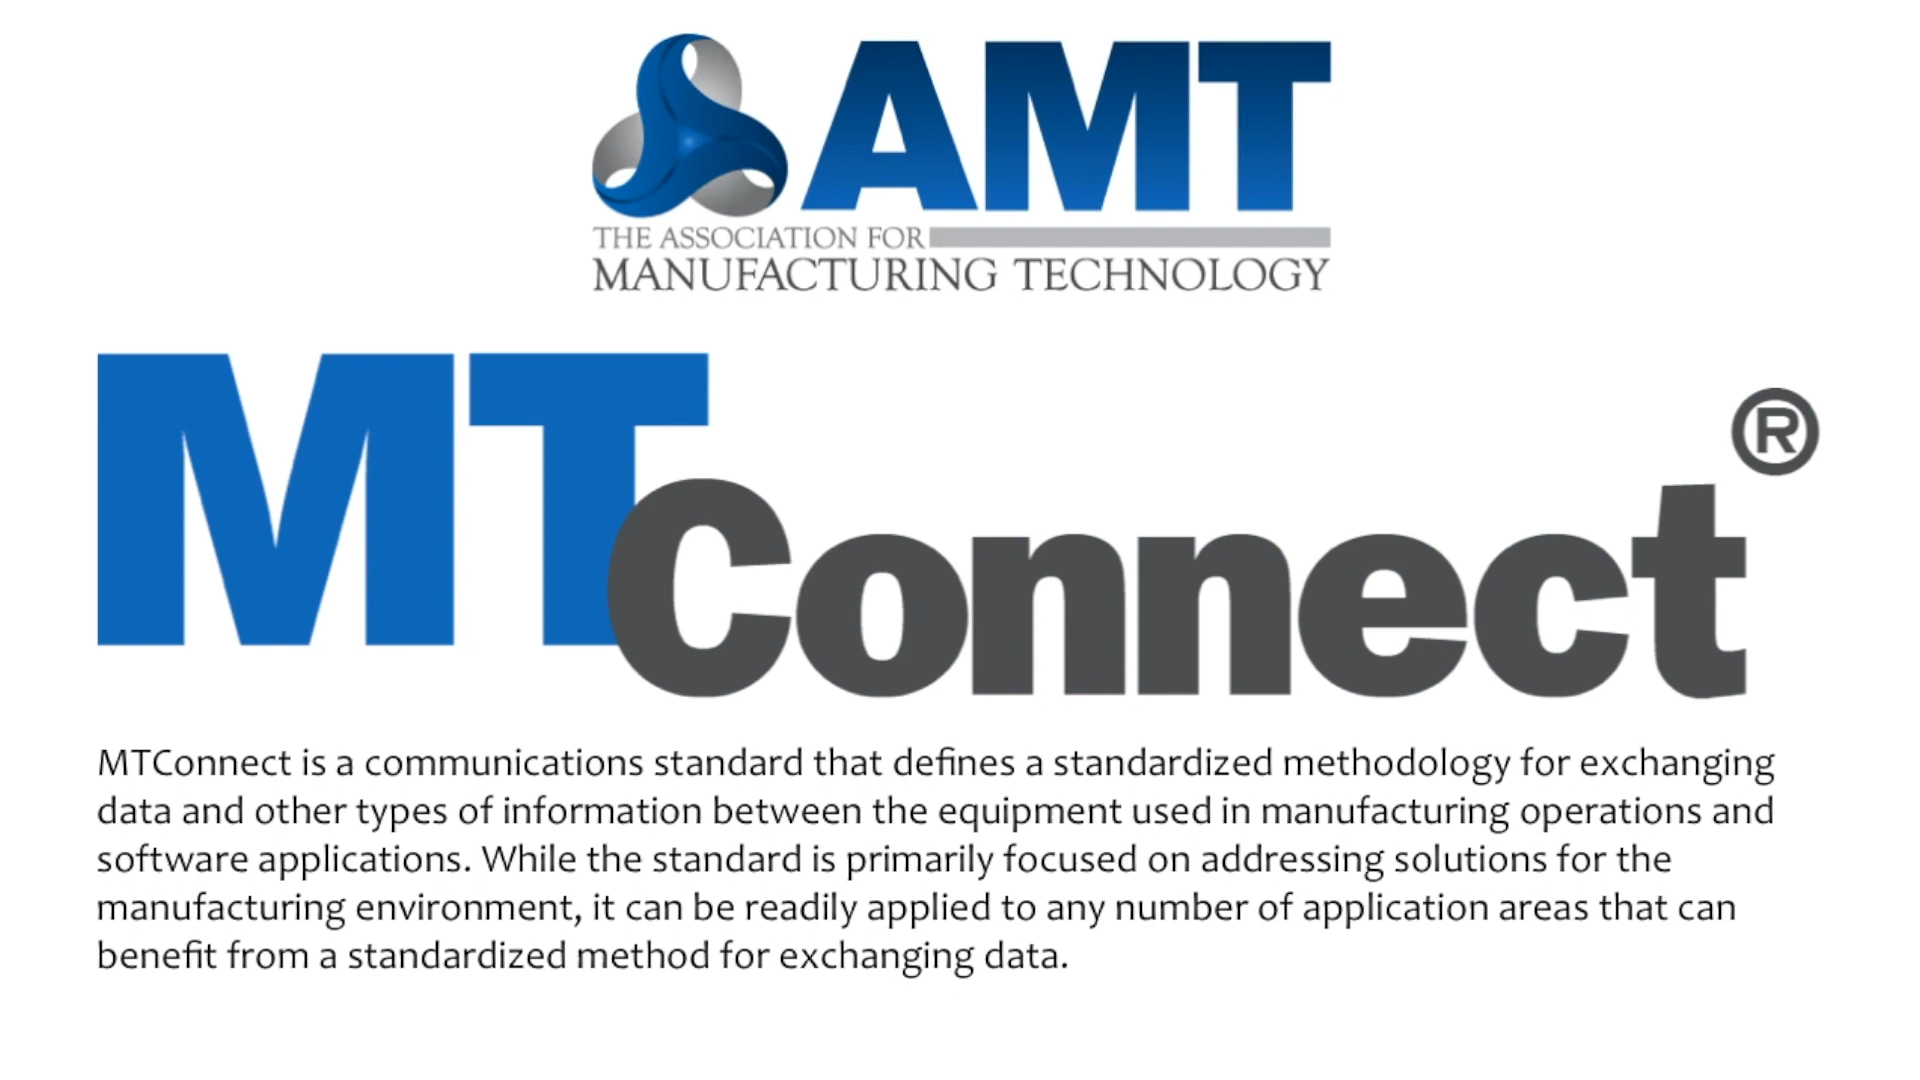 AMT
THE ASSOCIATION FOR
MANUFACTURING TECHNOLOGY
MTConnect®
MTConnect is a communications standard that defines a standardized methodology for exchanging
data and other types of information between the equipment used in manufacturing operations and
software applications. While the standard is primarily focused on addressing solutions for the
manufacturing environment, it can be readily applied to any number of application areas that can
benefit from a standardized method for exchanging data.